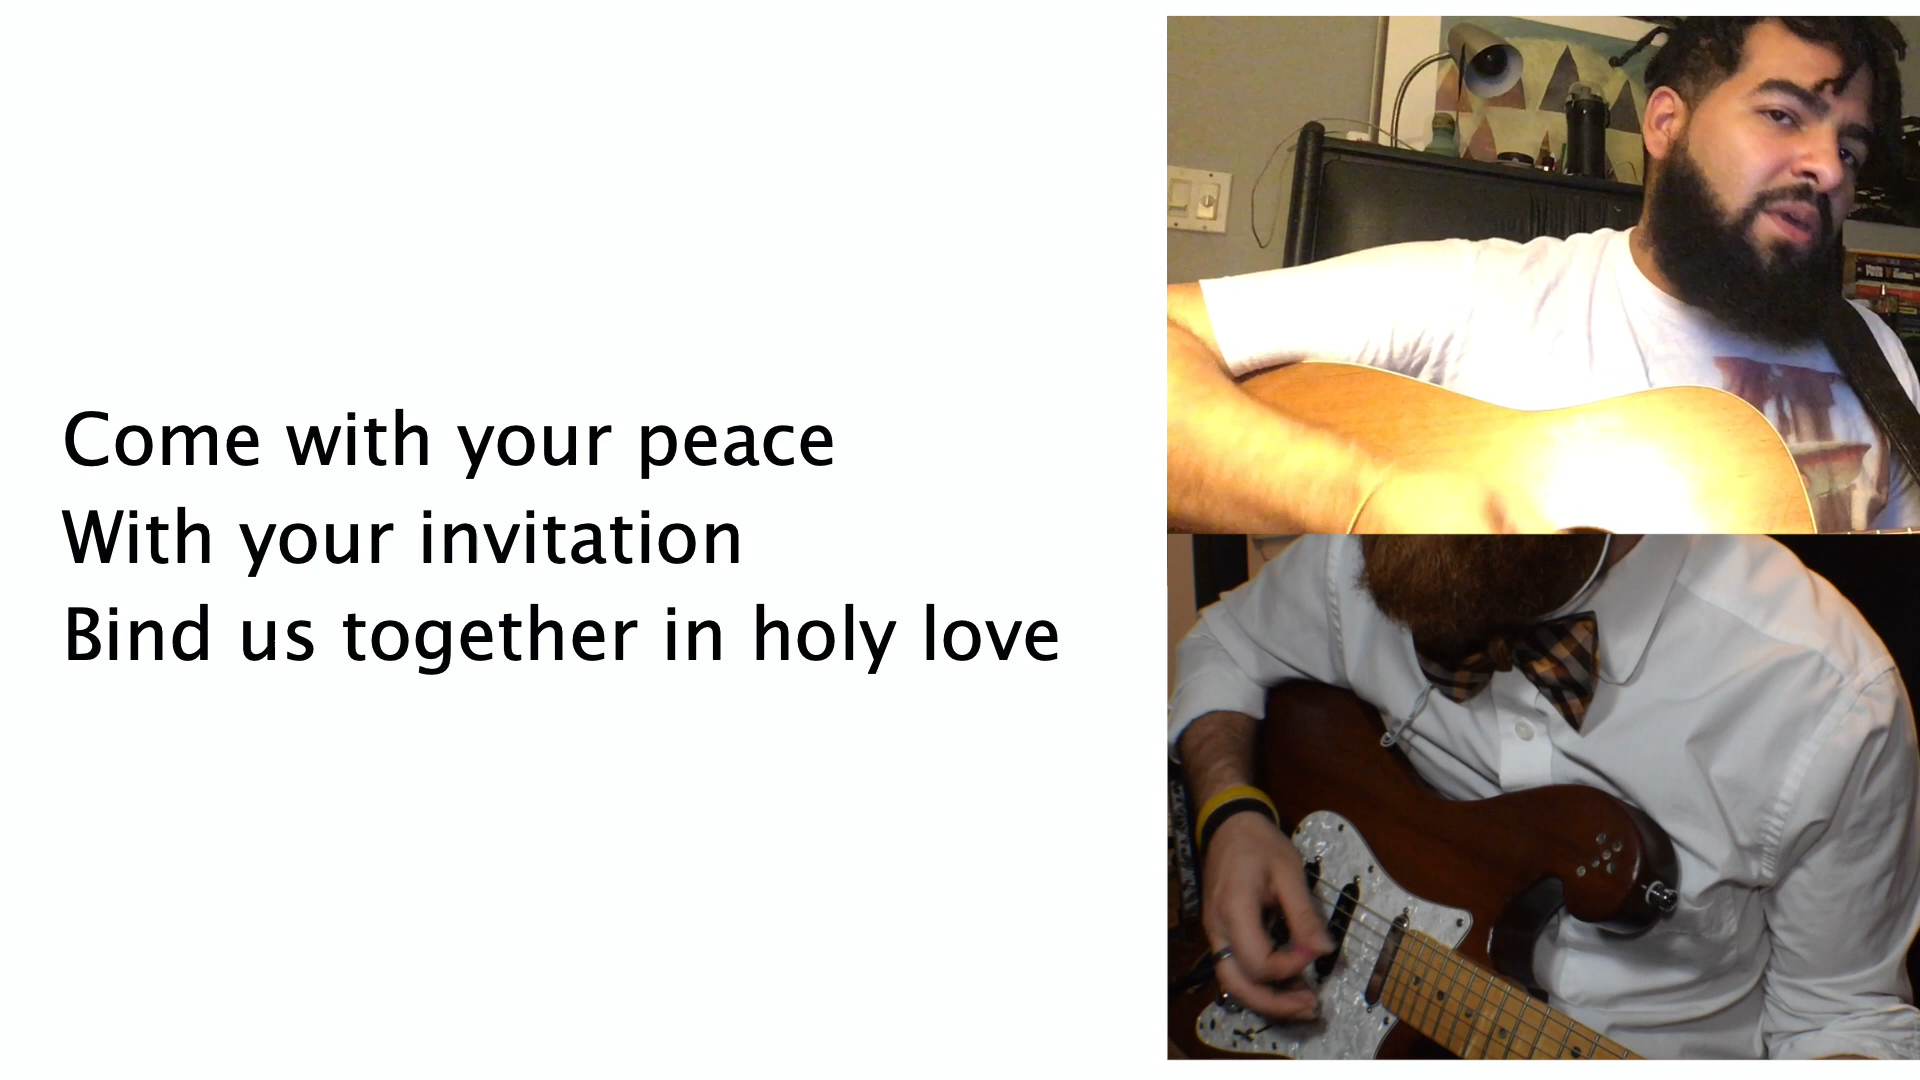 Come with your peace
With your invitation
Bind us together in holy love